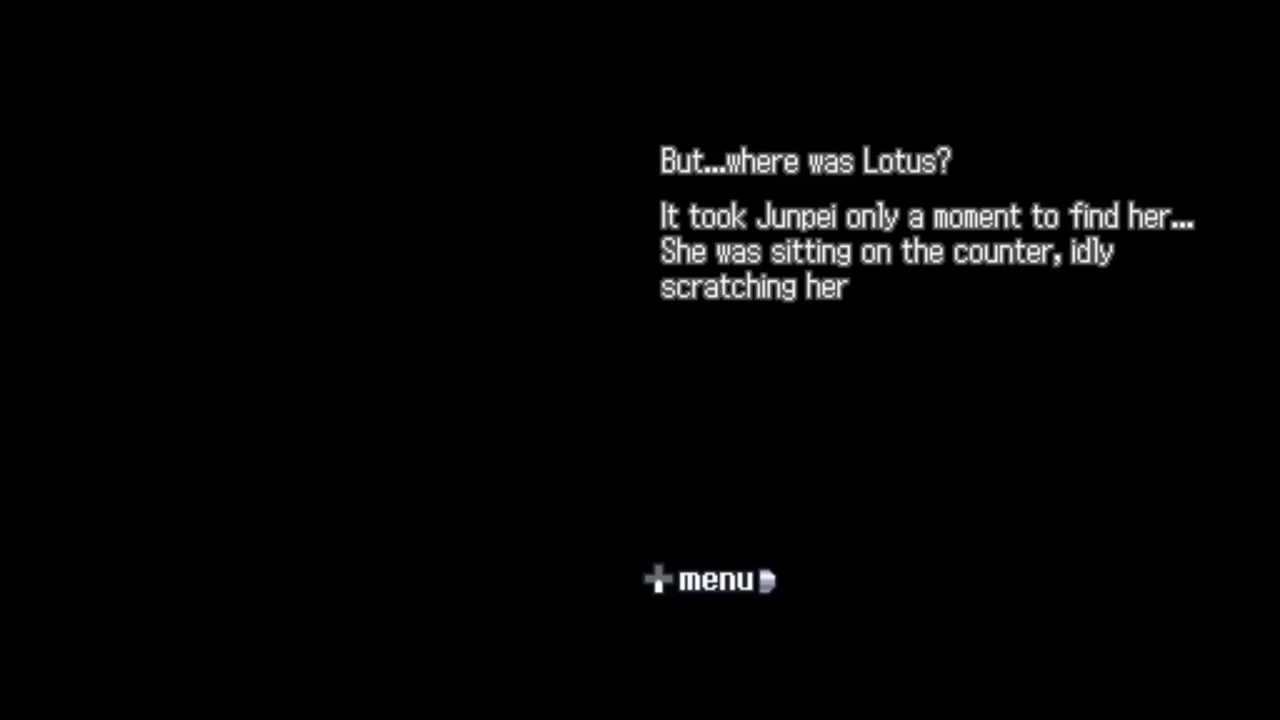 But...where was Lotus?
It took Junpei only a moment to find her...
She was sitting on the counter, idly
scratching her
menu